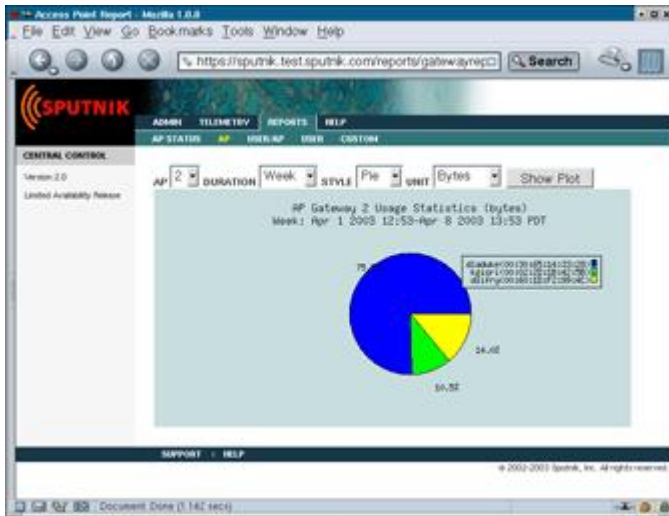 Access Point Report - Mozilla 1.0.0
File Edit View Go Bookmarks Tools Window Help
https://sputnik.test.sputnik.com/reports/gatewayrep
Search
SPUTNIK
ADMIN TELEMETRY REPORTS HELP
AP STATUS AP USER/AP USER CUSTOM
CENTRAL CONTROL
Version 2.0
Limited Availability Release
AP 2 DURATION Week STYLE Pie UNIT Bytes Show Plot
AP Gateway 2 Usage Statistics (bytes)
Week: Apr 1 2003 12:53-Apr 8 2003 13:53 PDT
10.5%
SUPPORT : HELP
© 2002-2003 Sputnik, Inc. All rights reserved.
Document: Done (1.142 secs)